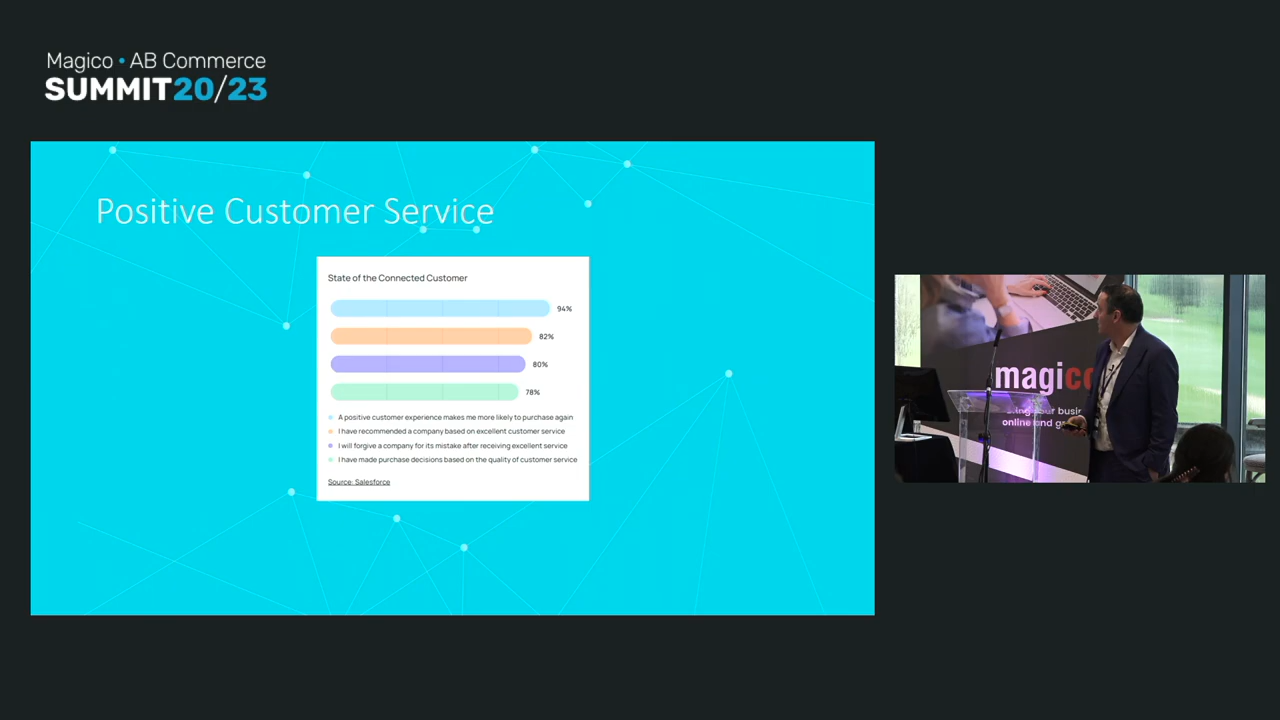 Magico • AB Commerce
SUMMIT20/23
Positive Customer Service
State of the Connected Customer
94%
82%
80%
78%
A positive customer experience makes me more likely to purchase again
I have recommended a company based on excellent customer service
I will forgive a company for its mistake after receiving excellent service
I have made purchase decisions based on the quality of customer service
Source: Salesforce
magico
your
online and